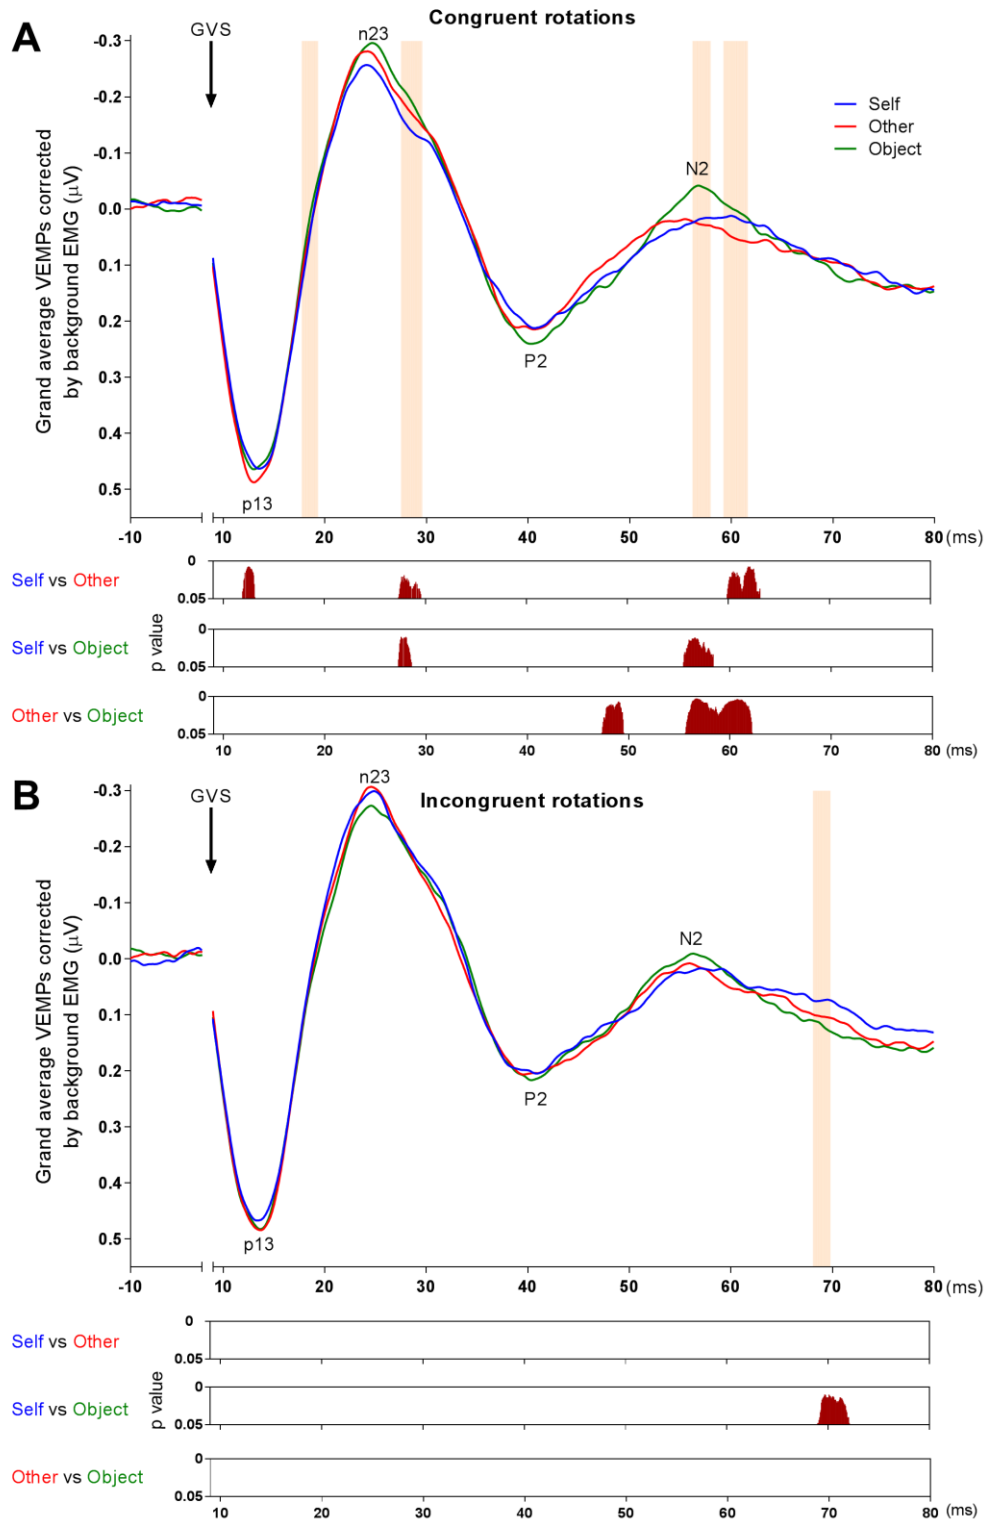 A
Congruent rotations
GVS
n23
-0.3
-0.2
-0.1
0.0
0.1
0.2
0.3
0.4
0.5
Grand average VEMPs corrected
by background EMG (μV)
Self
Other
Object
N2
P2
p13
-10 10 20 30 40 50 60 70 80 (ms)
Self vs Other
0
0.05
Self vs Object
0
0.05
p value
Other vs Object
0
0.05
10 20 30 40 50 60 70 80 (ms)
B
Incongruent rotations
GVS
n23
-0.3
-0.2
-0.1
0.0
0.1
0.2
0.3
0.4
0.5
Grand average VEMPs corrected
by background EMG (μV)
N2
P2
p13
-10 10 20 30 40 50 60 70 80 (ms)
Self vs Other
0
0.05
Self vs Object
0
0.05
p value
Other vs Object
0
0.05
10 20 30 40 50 60 70 80 (ms)